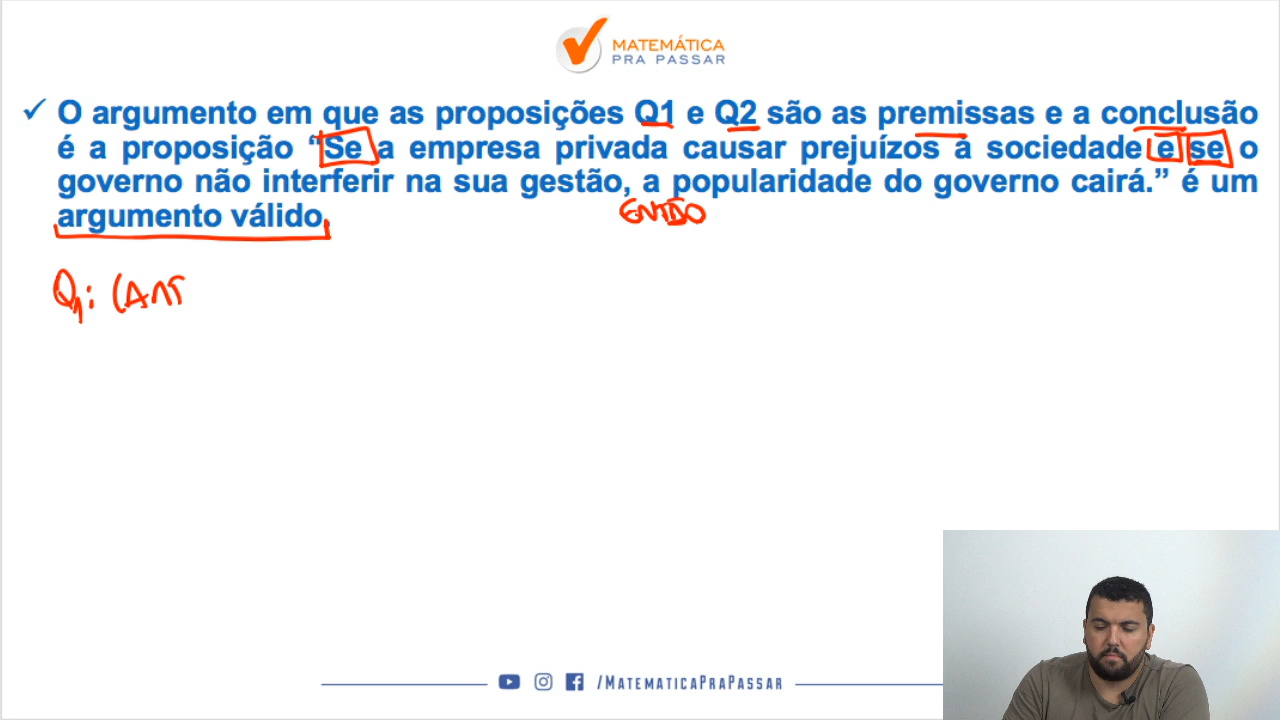 MATEMÁTICA
PRA PASSAR
O argumento em que as proposições Q1 e Q2 são as premissas e a conclusão
é a proposição “Se a empresa privada causar prejuízos à sociedade e se o
governo não interferir na sua gestão, a popularidade do governo cairá.” é um
argumento válido.
ENTÃO
Q1: (A
/MATEMATICAPRAPASSAR